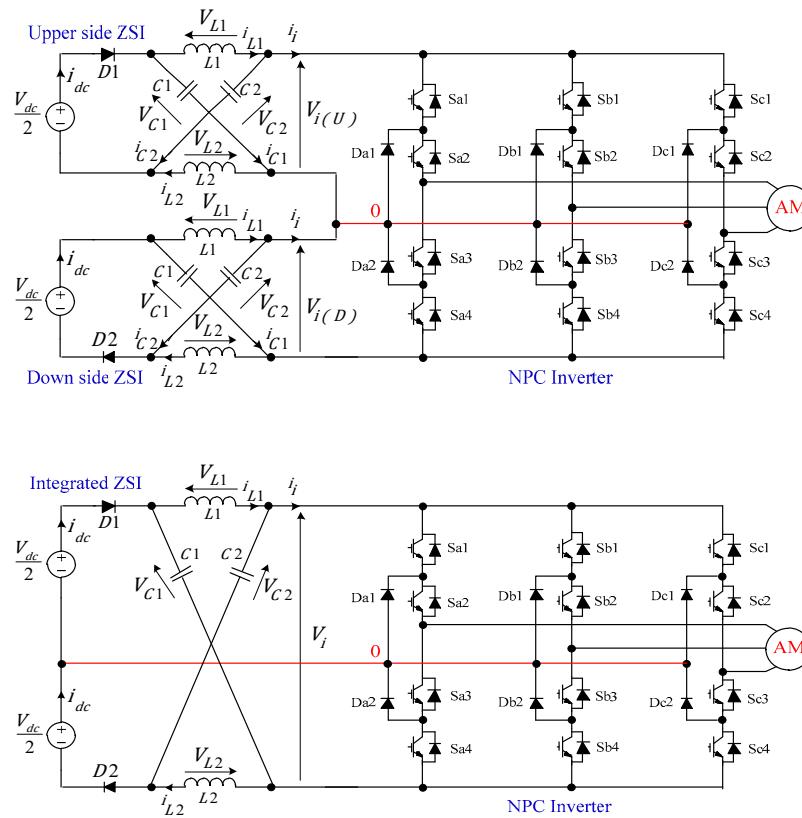 Upper side ZSI
D1
i_dc
V_dc/2
V_L1
i_L1
i_i
L1
C1
C2
V_C1
V_C2
i_C2
i_C1
V_L2
i_L2
L2
V_i(U)
Sa1
Sb1
Sc1
Da1
Sa2
Db1
Sb2
Dc1
Sc2
0
AM
V_L1
i_L1
i_i
L1
i_dc
V_dc/2
C1
C2
V_C1
V_C2
i_C2
i_C1
V_L2
i_L2
L2
D2
V_i(D)
Da2
Sa3
Db2
Sb3
Dc2
Sc3
Sa4
Sb4
Sc4
Down side ZSI
NPC Inverter
Integrated ZSI
D1
i_dc
V_dc/2
V_L1
i_L1
i_i
L1
C1
C2
V_C1
V_C2
V_i
Sa1
Sb1
Sc1
Da1
Sa2
Db1
Sb2
Dc1
Sc2
0
AM
i_dc
V_dc/2
D2
V_L2
i_L2
L2
Da2
Sa3
Db2
Sb3
Dc2
Sc3
Sa4
Sb4
Sc4
NPC Inverter